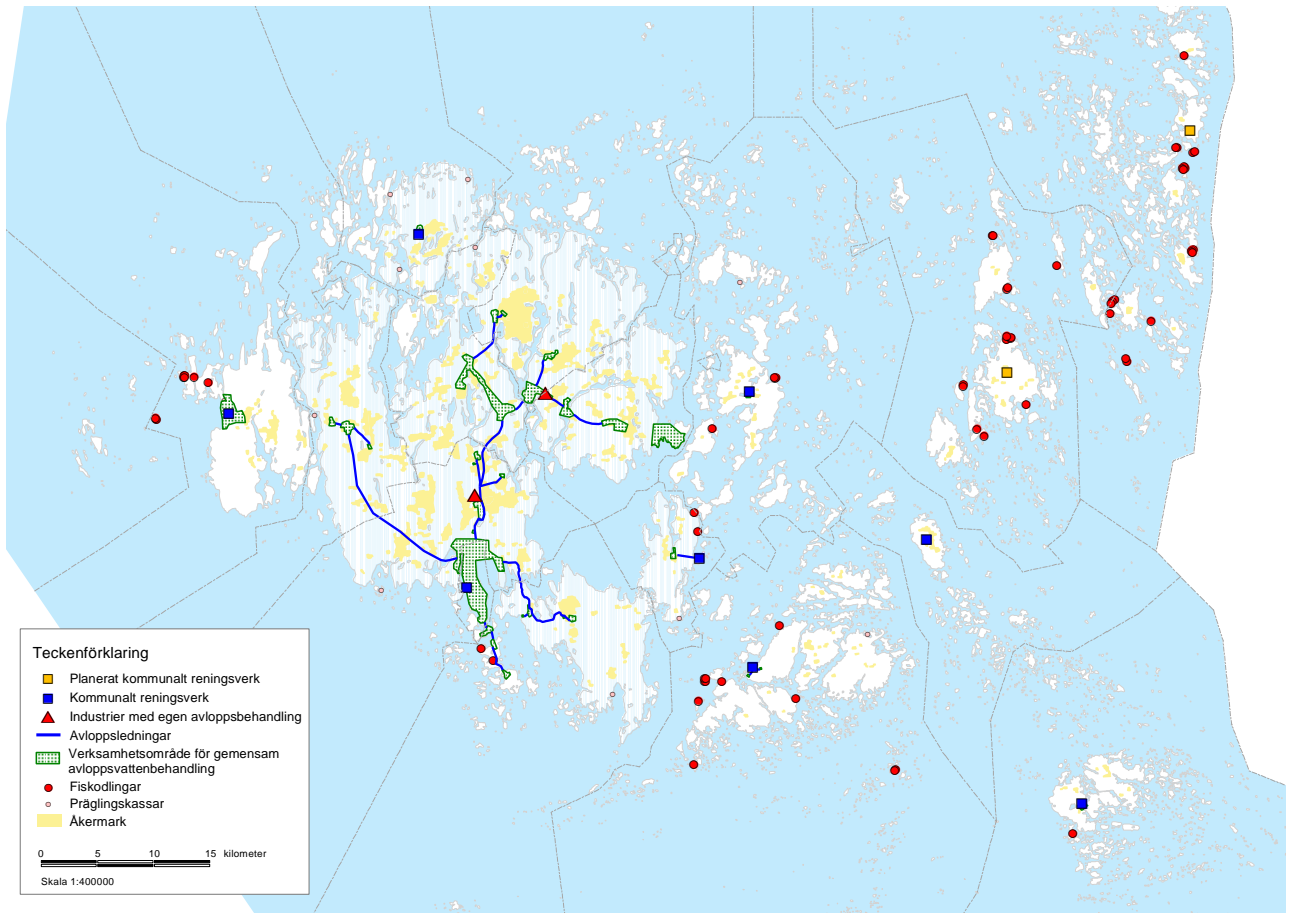 Teckenförklaring
Planerat kommunalt reningsverk
Kommunalt reningsverk
Industrier med egen avloppsbehandling
Avloppsledningar
Verksamhetsområde för gemensam
avloppsvattenbehandling
Fiskodlingar
Präglingskassar
Åkermark
0 5 10 15 kilometer
Skala 1:400000